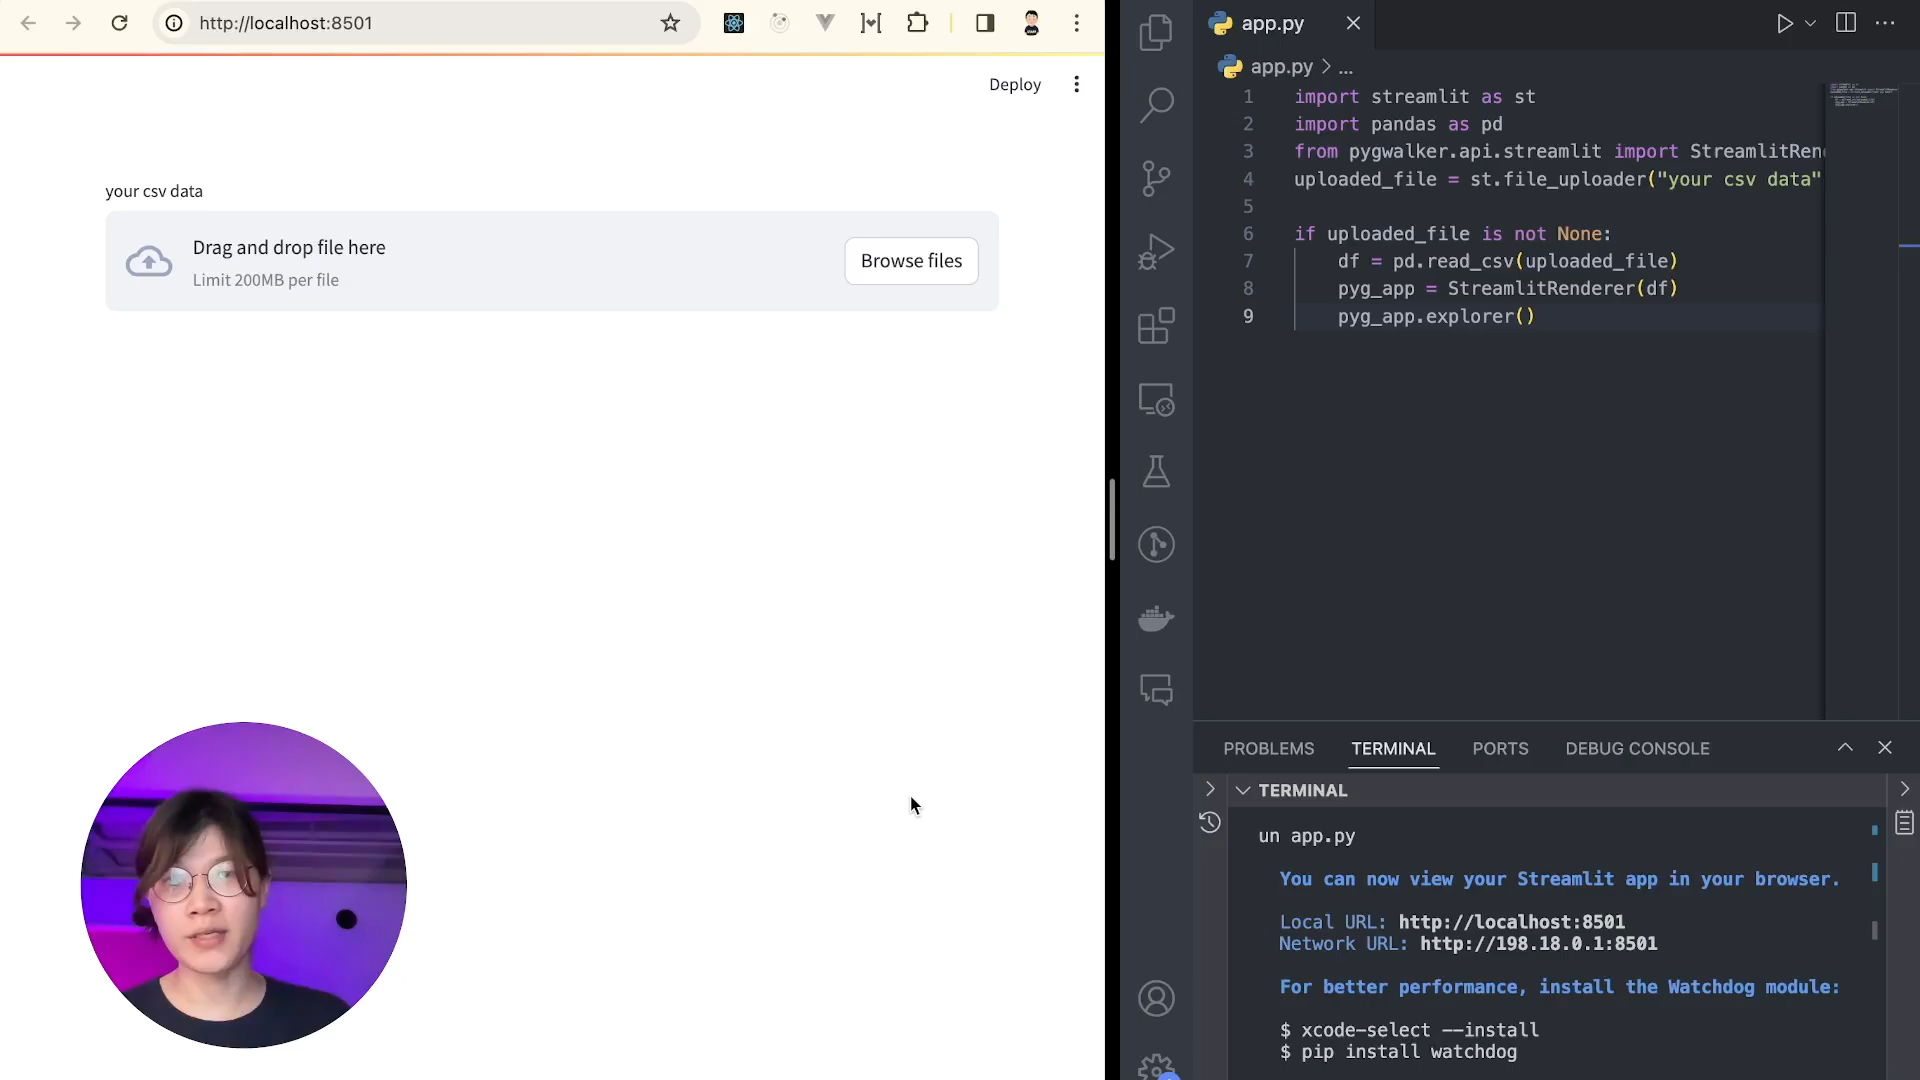 http://localhost:8501
Deploy
your csv data
Drag and drop file here
Limit 200MB per file
Browse files
app.py
app.py > ...
1 import streamlit as st
2 import pandas as pd
3 from pygwalker.api.streamlit import StreamlitRen
4 uploaded_file = st.file_uploader("your csv data"
5
6 if uploaded_file is not None:
7 df = pd.read_csv(uploaded_file)
8 pyg_app = StreamlitRenderer(df)
9 pyg_app.explorer()
PROBLEMS TERMINAL PORTS DEBUG CONSOLE
TERMINAL
un app.py
You can now view your Streamlit app in your browser.
Local URL: http://localhost:8501
Network URL: http://198.18.0.1:8501
For better performance, install the Watchdog module:
$ xcode-select --install
$ pip install watchdog